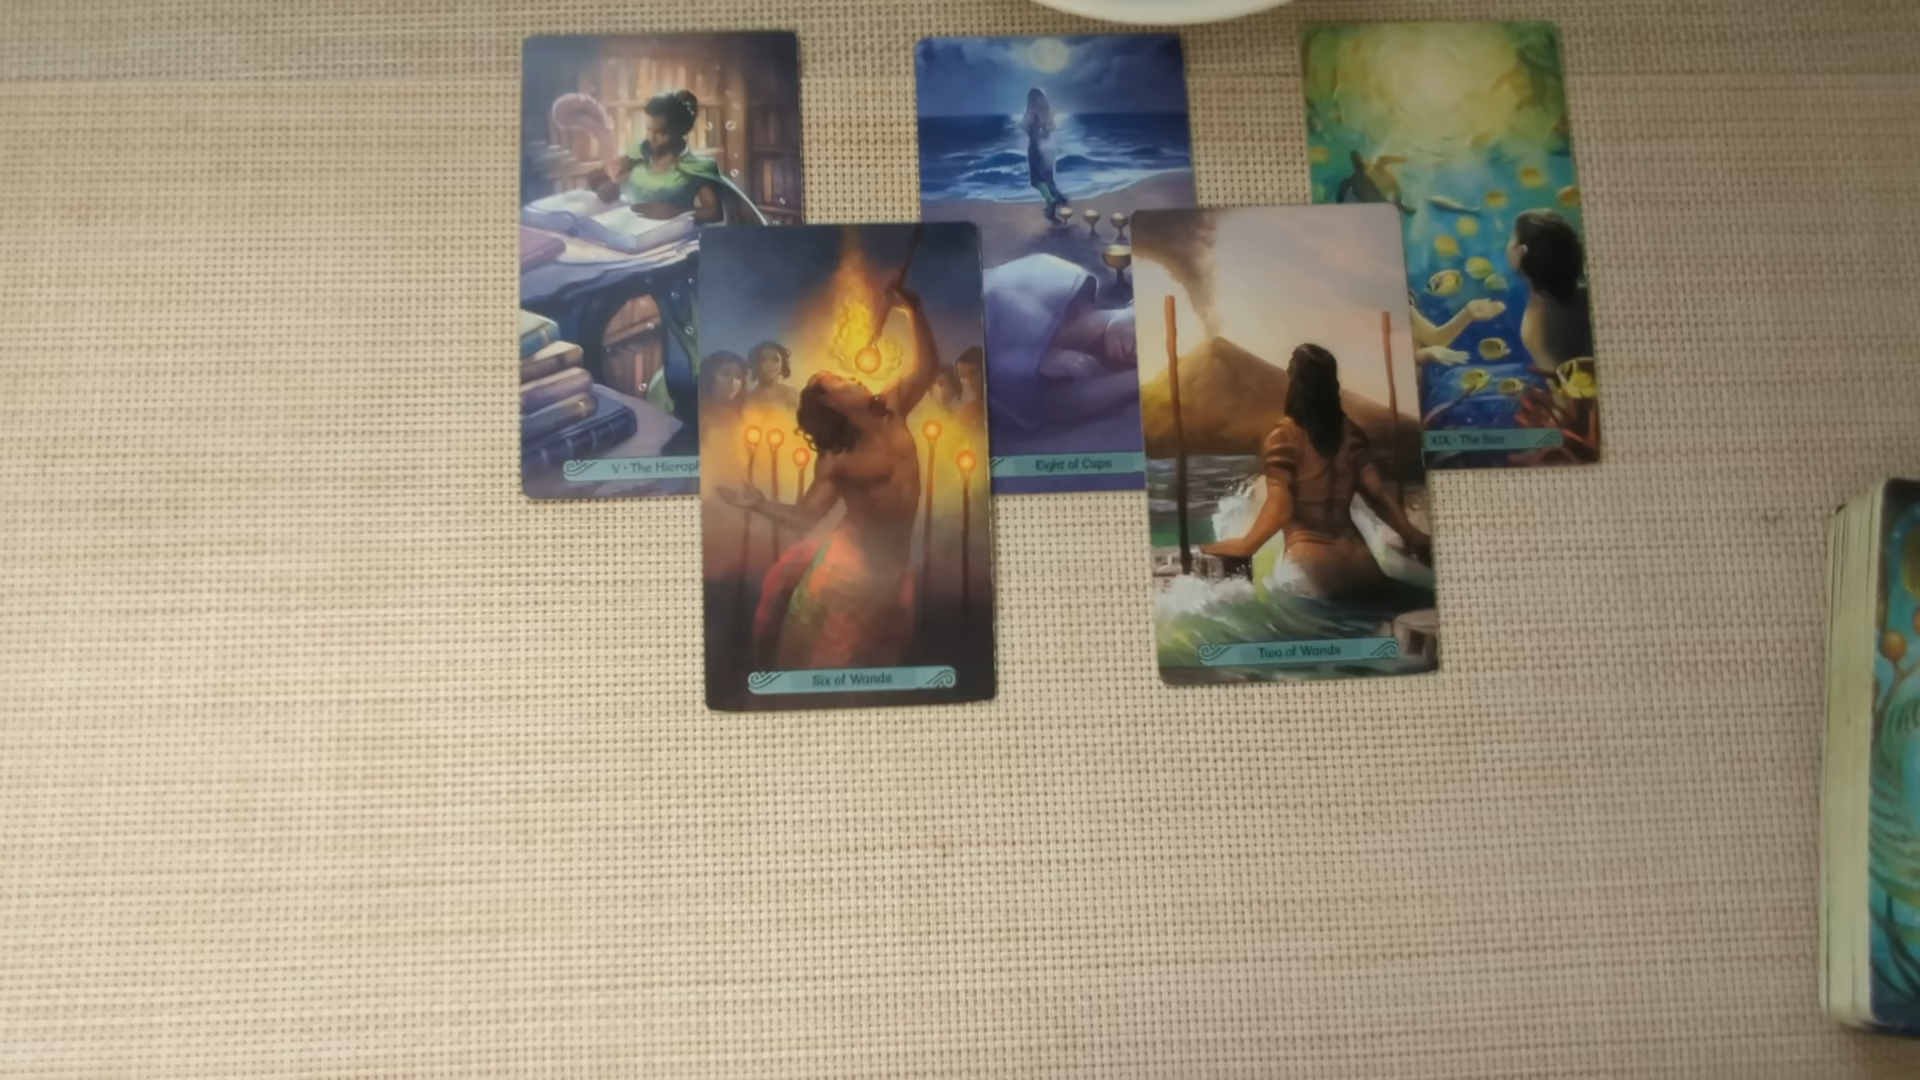 V • The Hieroph
Eight of Cups
XIX • The Sun
Six of Wands
Two of Wands